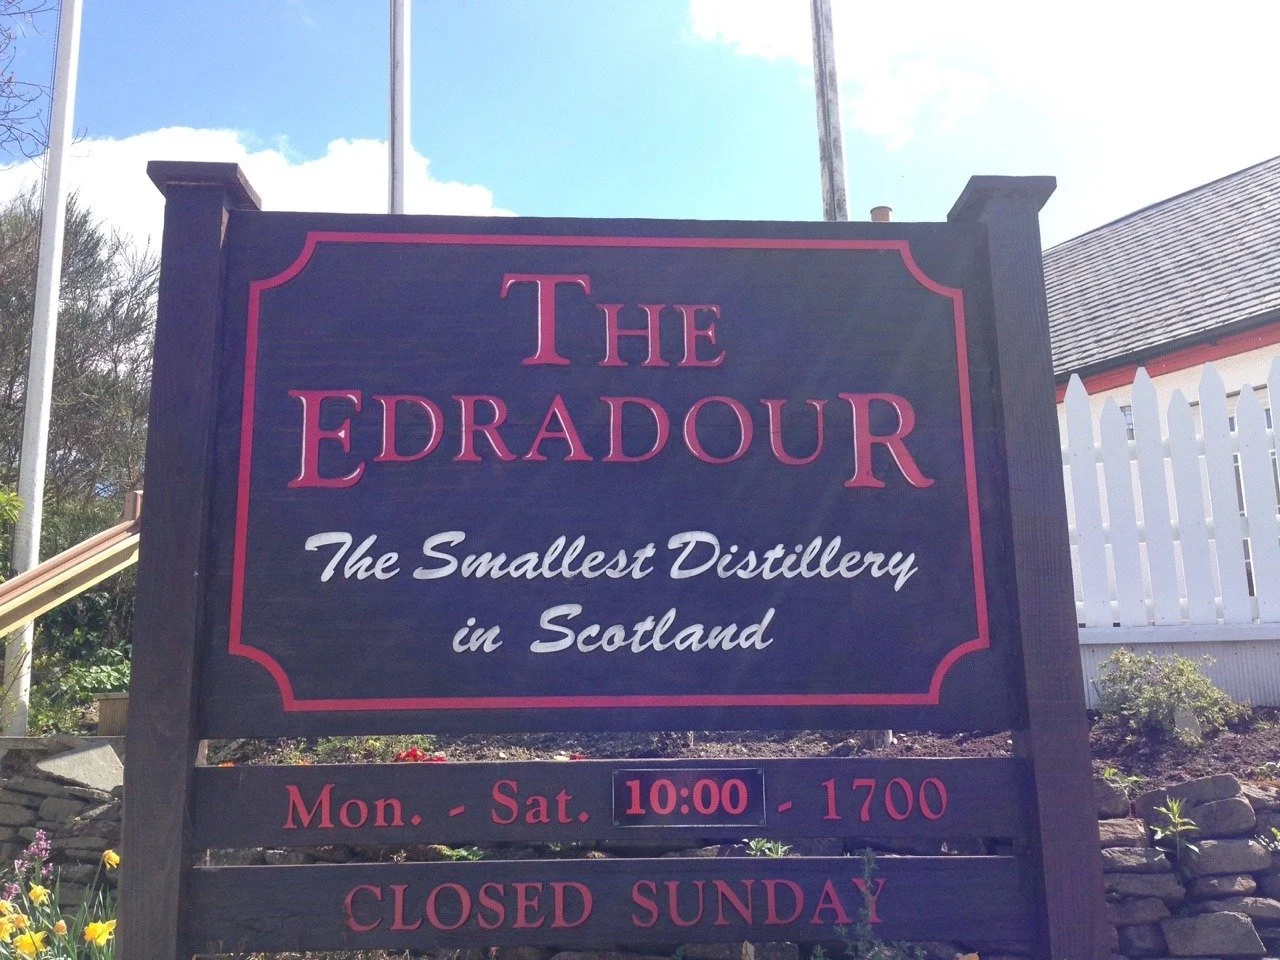 THE
EDRADOUR
The Smallest Distillery
in Scotland
Mon. - Sat. 10:00 - 1700
CLOSED SUNDAY